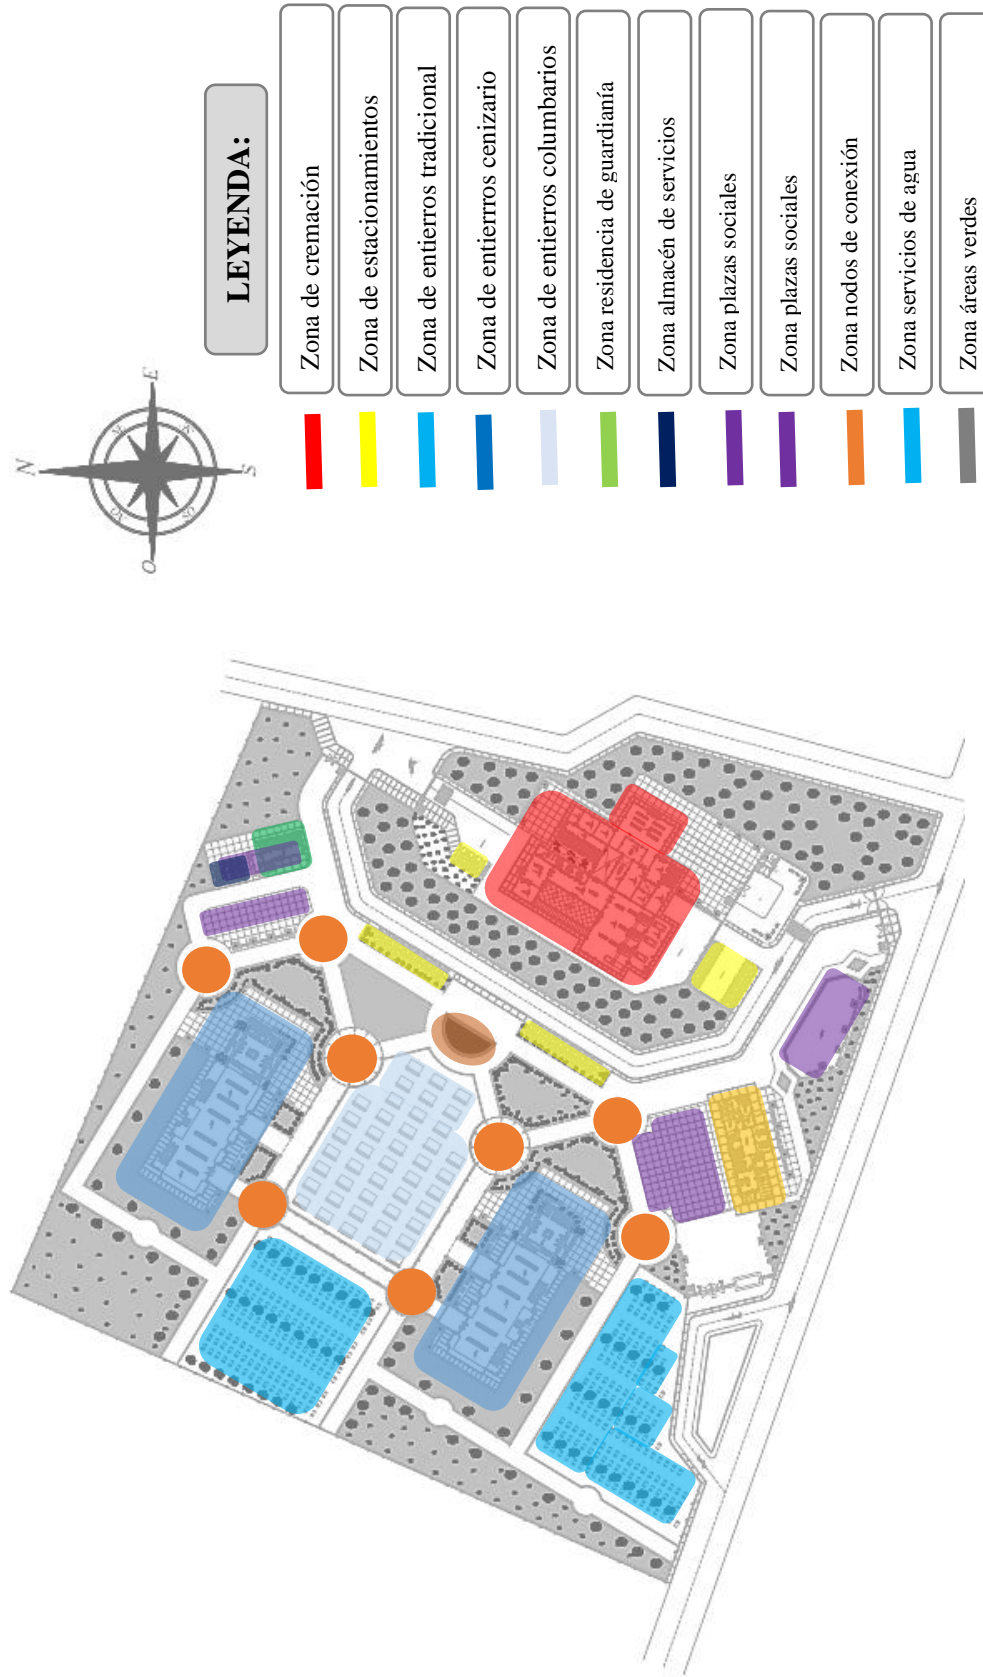 LEYENDA:
Zona de cremación
Zona de estacionamientos
Zona de entierros tradicional
Zona de entierrros cenizario
Zona de entierros columbarios
Zona residencia de guardianía
Zona almacén de servicios
Zona plazas sociales
Zona plazas sociales
Zona nodos de conexión
Zona servicios de agua
Zona áreas verdes
N
E
S
O
SO